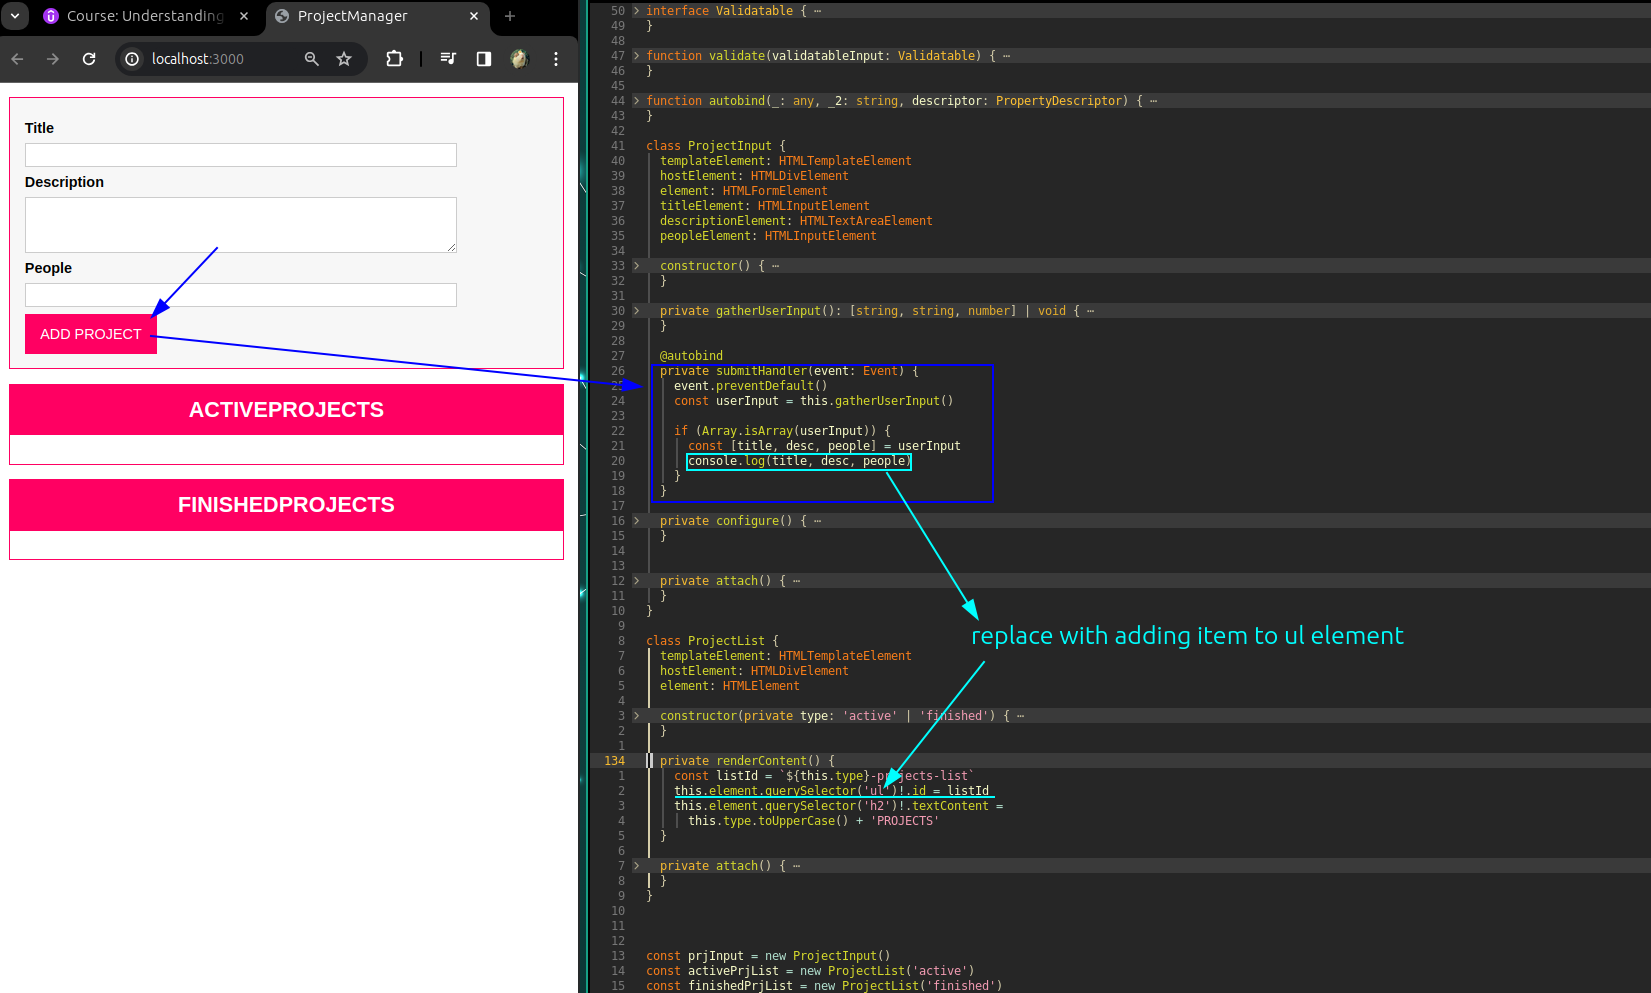 Course: Understanding
ProjectManager
localhost:3000
Title
Description
People
ADD PROJECT
ACTIVEPROJECTS
FINISHEDPROJECTS
50 interface Validatable { ⋯
49 }
48
47 function validate(validatableInput: Validatable) { ⋯
46 }
45
44 function autobind(_: any, _2: string, descriptor: PropertyDescriptor) { ⋯
43 }
42
41 class ProjectInput {
40 templateElement: HTMLTemplateElement
39 hostElement: HTMLDivElement
38 element: HTMLFormElement
37 titleElement: HTMLInputElement
36 descriptionElement: HTMLTextAreaElement
35 peopleElement: HTMLInputElement
34
33 constructor() { ⋯
32 }
31
30 private gatherUserInput(): [string, string, number] | void { ⋯
29 }
28
27 @autobind
26 private submitHandler(event: Event) {
25 event.preventDefault()
24 const userInput = this.gatherUserInput()
23
22 if (Array.isArray(userInput)) {
21 const [title, desc, people] = userInput
20 console.log(title, desc, people)
19 }
18 }
17
16 private configure() { ⋯
15 }
14
13
12 private attach() { ⋯
11 }
10 }
9
8 class ProjectList {
7 templateElement: HTMLTemplateElement
6 hostElement: HTMLDivElement
5 element: HTMLElement
4
3 constructor(private type: 'active' | 'finished') { ⋯
2 }
1
134 private renderContent() {
1 const listId = `${this.type}-projects-list`
2 this.element.querySelector('ul')!.id = listId
3 this.element.querySelector('h2')!.textContent =
4 this.type.toUpperCase() + 'PROJECTS'
5 }
6
7 private attach() { ⋯
8 }
9 }
10
11
12
13 const prjInput = new ProjectInput()
14 const activePrjList = new ProjectList('active')
15 const finishedPrjList = new ProjectList('finished')
replace with adding item to ul element